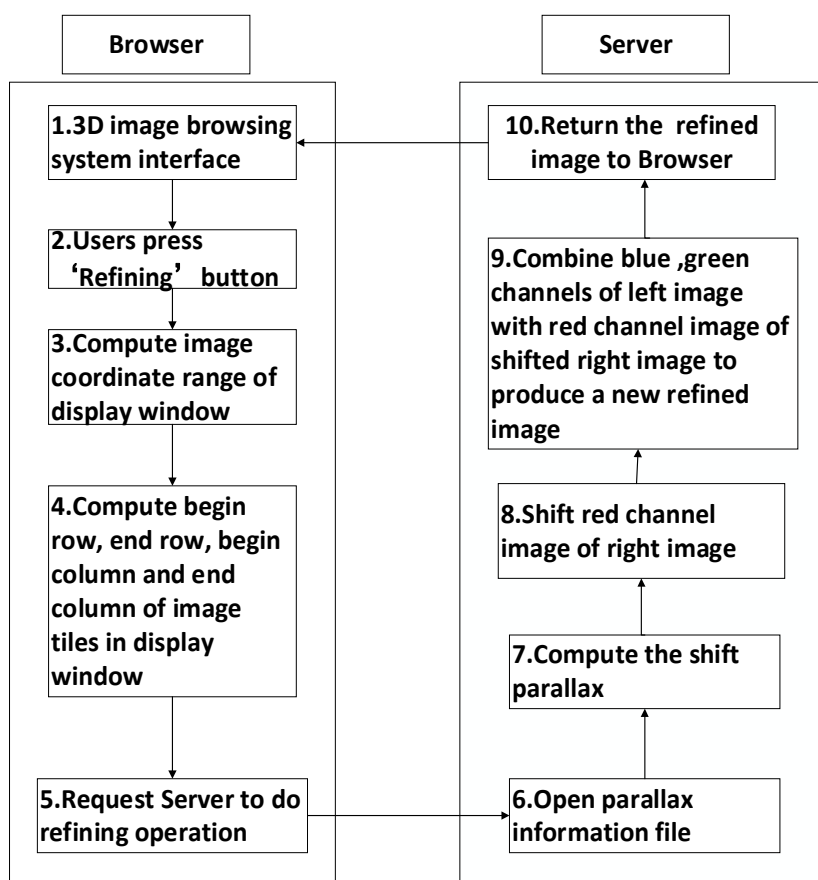 Browser
1.3D image browsing
system interface
2.Users press
‘Refining’ button
3.Compute image
coordinate range of
display window
4.Compute begin
row, end row, begin
column and end
column of image
tiles in display
window
5.Request Server to do
refining operation
Server
10.Return the refined
image to Browser
9.Combine blue ,green
channels of left image
with red channel image of
shifted right image to
produce a new refined
image
8.Shift red channel
image of right image
7.Compute the shift
parallax
6.Open parallax
information file